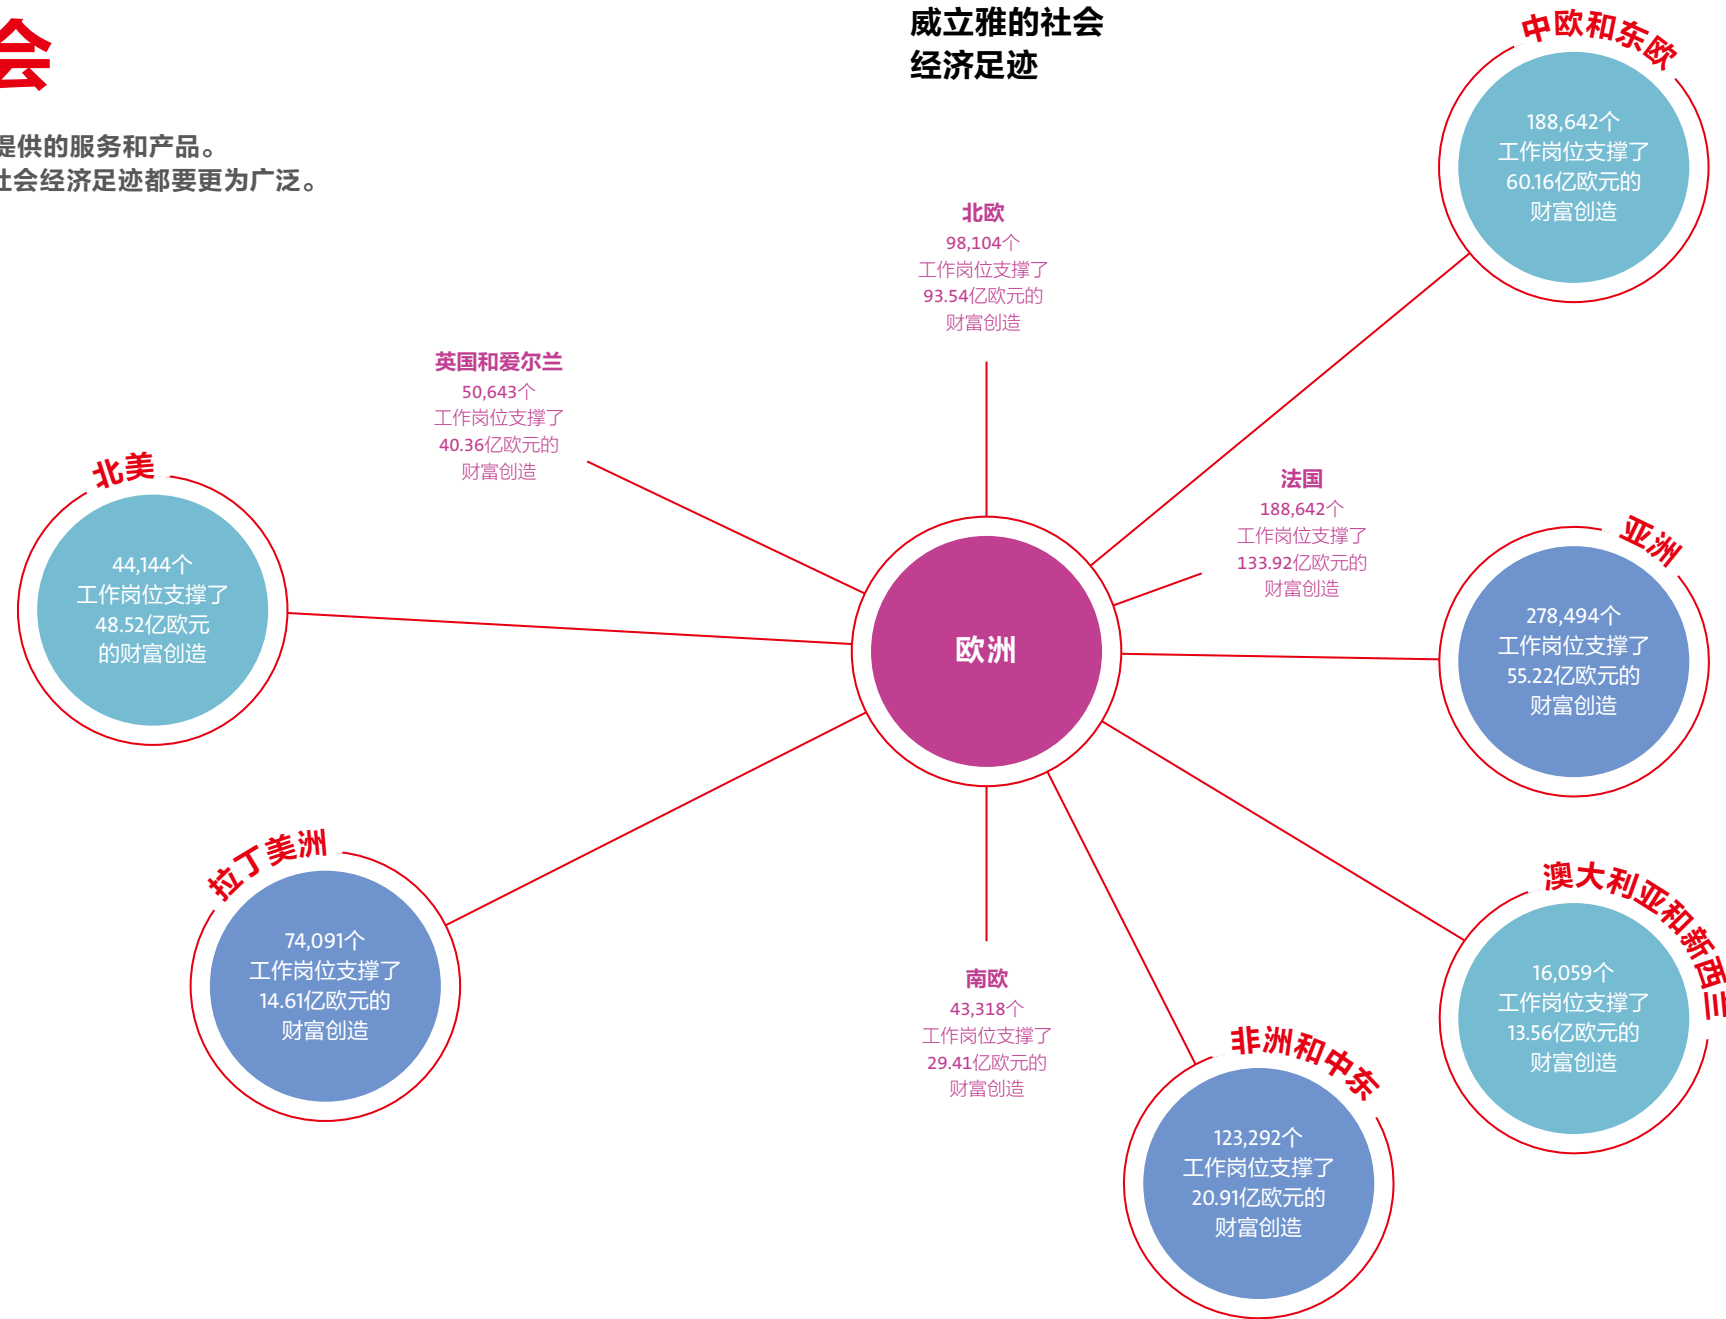 会
提供的服务和产品。
社会经济足迹都要更为广泛。
威立雅的社会
经济足迹
中欧和东欧
188,642个
工作岗位支撑了
60.16亿欧元的
财富创造
北欧
98,104个
工作岗位支撑了
93.54亿欧元的
财富创造
英国和爱尔兰
50,643个
工作岗位支撑了
40.36亿欧元的
财富创造
北美
44,144个
工作岗位支撑了
48.52亿欧元
的财富创造
法国
188,642个
工作岗位支撑了
133.92亿欧元的
财富创造
亚洲
278,494个
工作岗位支撑了
55.22亿欧元的
财富创造
欧洲
拉丁美洲
74,091个
工作岗位支撑了
14.61亿欧元的
财富创造
南欧
43,318个
工作岗位支撑了
29.41亿欧元的
财富创造
澳大利亚和新西兰
16,059个
工作岗位支撑了
13.56亿欧元的
财富创造
非洲和中东
123,292个
工作岗位支撑了
20.91亿欧元的
财富创造